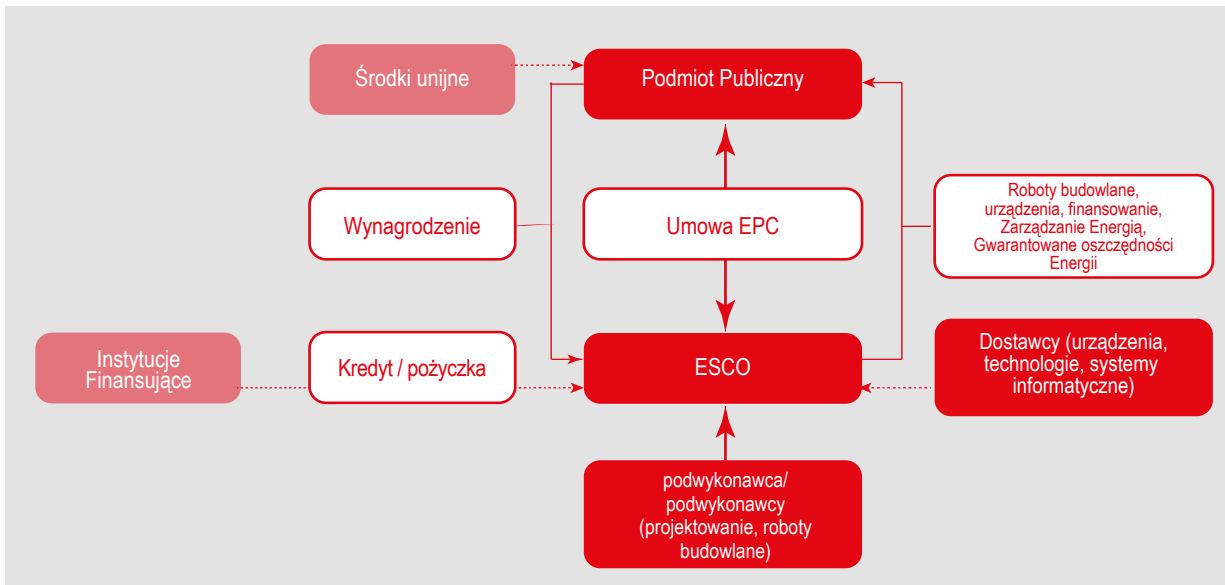 Środki unijne
Podmiot Publiczny
Wynagrodzenie
Umowa EPC
Roboty budowlane,
urządzenia, finansowanie,
Zarządzanie Energią,
Gwarantowane oszczędności
Energii
Instytucje
Finansujące
Kredyt / pożyczka
ESCO
Dostawcy (urządzenia,
technologie, systemy
informatyczne)
podwykonawca/
podwykonawcy
(projektowanie, roboty
budowlane)